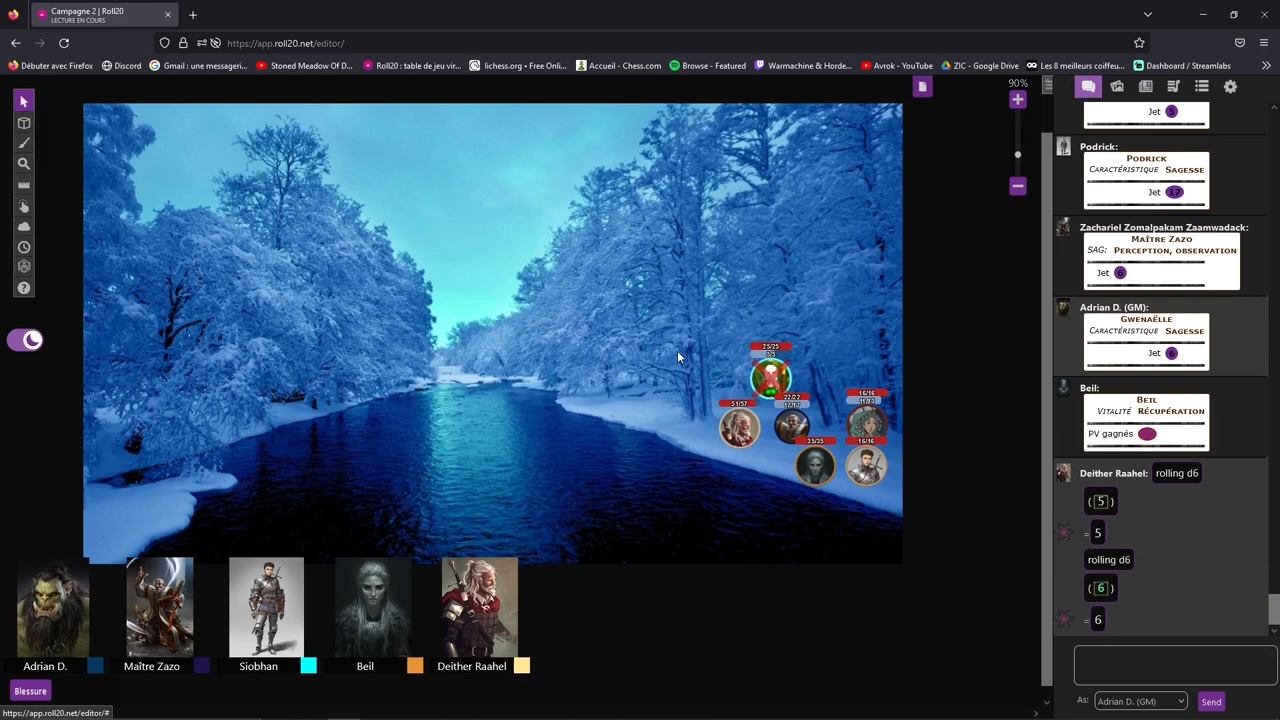 Campagne 2 | Roll20
LECTURE EN COURS
https://app.roll20.net/editor/
Débuter avec Firefox
Discord
Gmail : une messageri...
Stoned Meadow Of D...
Roll20 : table de jeu vir...
lichess.org • Free Onli...
Accueil - Chess.com
Browse - Featured
Warmachine & Horde...
Avrok - YouTube
ZIC - Google Drive
Les 8 meilleurs coiffeu...
Dashboard / Streamlabs
90%
Jet 5
Podrick:
PODRICK
CARACTÉRISTIQUE SAGESSE
Jet 17
Zachariel Zomalpakam Zaamwadack:
MAÎTRE ZAZO
SAG: PERCEPTION, OBSERVATION
Jet 6
Adrian D. (GM):
GWENAËLLE
CARACTÉRISTIQUE SAGESSE
Jet 6
Beil:
BEIL
VITALITÉ RÉCUPÉRATION
PV gagnés
Deither Raahel: rolling d6
(5)
=5
rolling d6
(6)
=6
25/25
5/5
51/57
22/22
17/17
16/16
11/13
35/35
16/16
Adrian D.
Maître Zazo
Siobhan
Beil
Deither Raahel
Blessure
https://app.roll20.net/editor/#
As:
Adrian D. (GM)
Send